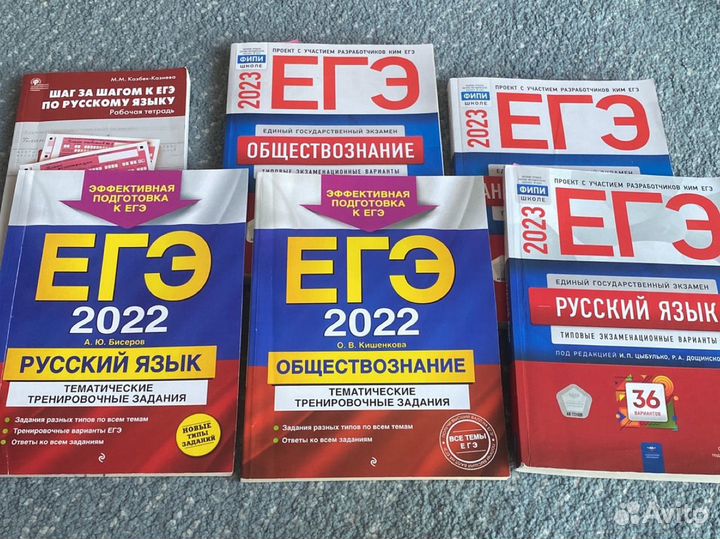 М.М. Казбек-Казиева
ШАГ ЗА ШАГОМ К ЕГЭ
ПО РУССКОМУ ЯЗЫКУ
Рабочая тетрадь
ПРОЕКТ С УЧАСТИЕМ РАЗРАБОТЧИКОВ КИМ ЕГЭ
ФИПИ
ШКОЛЕ
2023
ЕГЭ
ЕДИНЫЙ ГОСУДАРСТВЕННЫЙ ЭКЗАМЕН
ОБЩЕСТВОЗНАНИЕ
ТИПОВЫЕ ЭКЗАМЕНАЦИОННЫЕ ВАРИАНТЫ
ПРОЕКТ С УЧАСТИЕМ РАЗРАБОТЧИКОВ КИМ ЕГЭ
ФИПИ
ШКОЛЕ
2023
ЕГЭ
ЭФФЕКТИВНАЯ
ПОДГОТОВКА
К ЕГЭ
ЕГЭ
2022
А. Ю. Бисеров
РУССКИЙ ЯЗЫК
ТЕМАТИЧЕСКИЕ
ТРЕНИРОВОЧНЫЕ ЗАДАНИЯ
Задания разных типов по всем темам
Тренировочные варианты ЕГЭ
Ответы ко всем заданиям
НОВЫЕ
ТИПЫ
ЗАДАНИЙ
ЭФФЕКТИВНАЯ
ПОДГОТОВКА
К ЕГЭ
ЕГЭ
2022
О. В. Кишенкова
ОБЩЕСТВОЗНАНИЕ
ТЕМАТИЧЕСКИЕ
ТРЕНИРОВОЧНЫЕ ЗАДАНИЯ
Задания разных типов по всем темам
Ответы ко всем заданиям
ВСЕ ТЕМЫ
ЕГЭ
ПРОЕКТ С УЧАСТИЕМ РАЗРАБОТЧИКОВ КИМ ЕГЭ
ФИПИ
ШКОЛЕ
2023
ЕГЭ
ЕДИНЫЙ ГОСУДАРСТВЕННЫЙ ЭКЗАМЕН
РУССКИЙ ЯЗЫК
ТИПОВЫЕ ЭКЗАМЕНАЦИОННЫЕ ВАРИАНТЫ
ПОД РЕДАКЦИЕЙ И.П. ЦЫБУЛЬКО, Р.А. ДОЩИНСКО
36
ВАРИАНТОВ
Avito